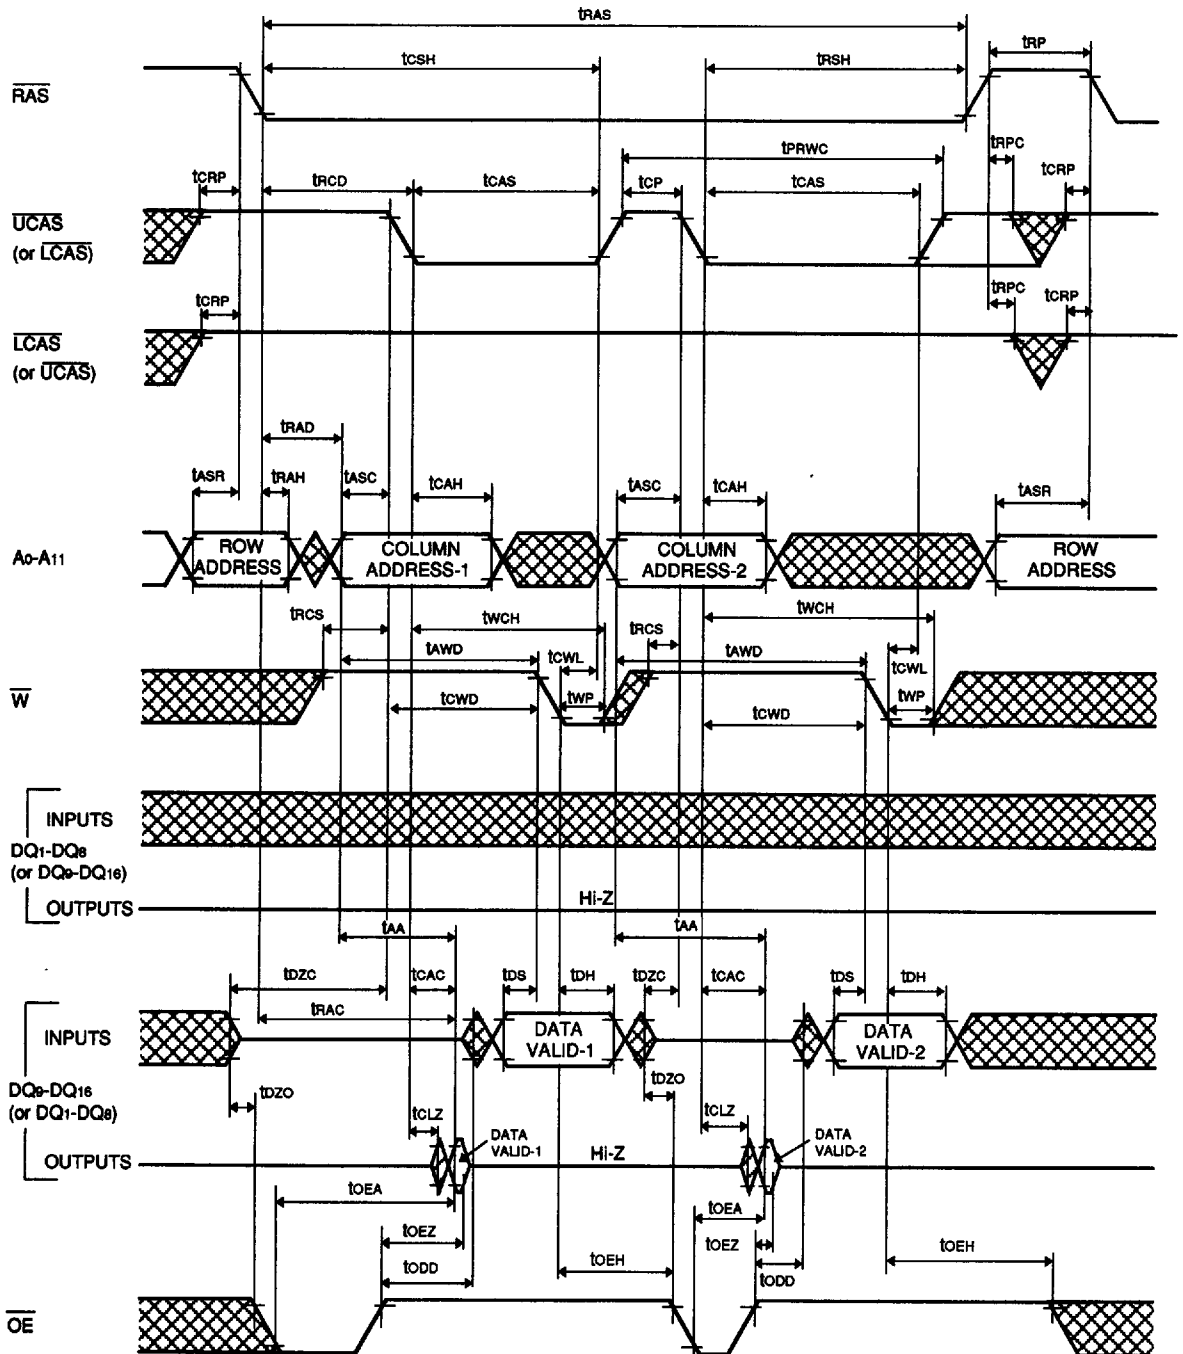 tRAS
tRP
tCSH
tRSH
RAS
tPRWC
tRPC
tCRP
tRCD
tCAS
tCP
tCAS
tCRP
UCAS
(or LCAS)
tCRP
tRPC
tCRP
LCAS
(or UCAS)
tRAD
tASR
tRAH
tASC
tCAH
tASC
tCAH
tASR
A0-A11
ROW ADDRESS
COLUMN ADDRESS-1
COLUMN ADDRESS-2
ROW ADDRESS
tRCS
tWCH
tRCS
tWCH
tAWD
tCWL
tAWD
tCWL
W
tCWD
tWP
tCWD
tWP
INPUTS
DQ1-DQ8
(or DQ9-DQ16)
OUTPUTS
Hi-Z
tAA
tAA
tDZC
tCAC
tDS
tDH
tDZC
tCAC
tDS
tDH
tRAC
INPUTS
DATA VALID-1
DATA VALID-2
DQ9-DQ16
(or DQ1-DQ8)
tDZO
tDZO
tCLZ
tCLZ
OUTPUTS
DATA VALID-1
Hi-Z
DATA VALID-2
tOEA
tOEA
tOEZ
tOEZ
tODD
tOEH
tODD
tOEH
OE